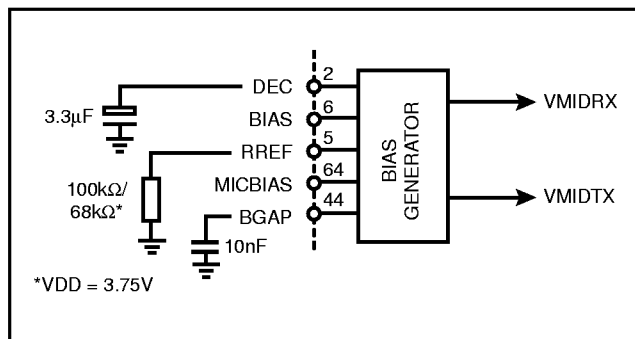 DEC
2
3.3µF
BIAS
6
RREF
5
100kΩ/
68kΩ*
MICBIAS
64
BGAP
44
10nF
BIAS
GENERATOR
VMIDRX
VMIDTX
*VDD = 3.75V